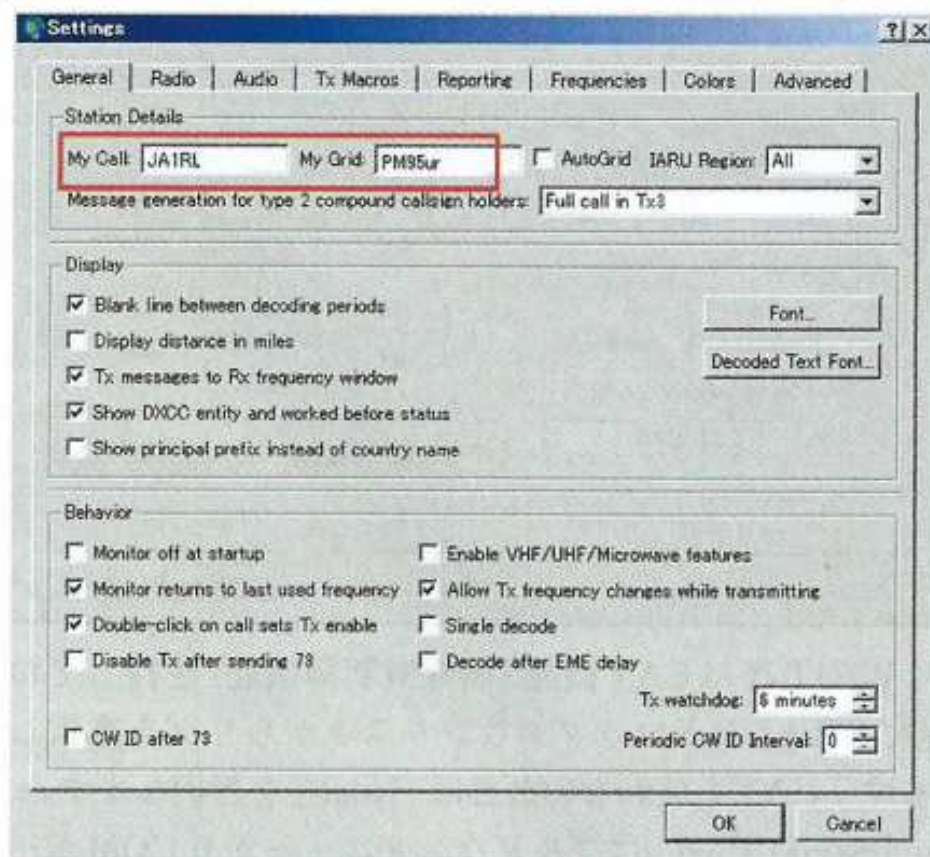 Settings
General Radio Audio Tx Macros Reporting Frequencies Colors Advanced
Station Details
My Call: JA1RL My Grid: PM95ur AutoGrid IARU Region: All
Message generation for type 2 compound callsign holders: Full call in Tx3
Display
Blank line between decoding periods
Font...
Display distance in miles
Decoded Text Font...
Tx messages to Rx frequency window
Show DXCC entity and worked before status
Show principal prefix instead of country name
Behavior
Monitor off at startup Enable VHF/UHF/Microwave features
Monitor returns to last used frequency Allow Tx frequency changes while transmitting
Double-click on call sets Tx enable Single decode
Disable Tx after sending 73 Decode after EME delay
Tx watchdog: 6 minutes
CW ID after 73 Periodic CW ID Interval: 0
OK Cancel